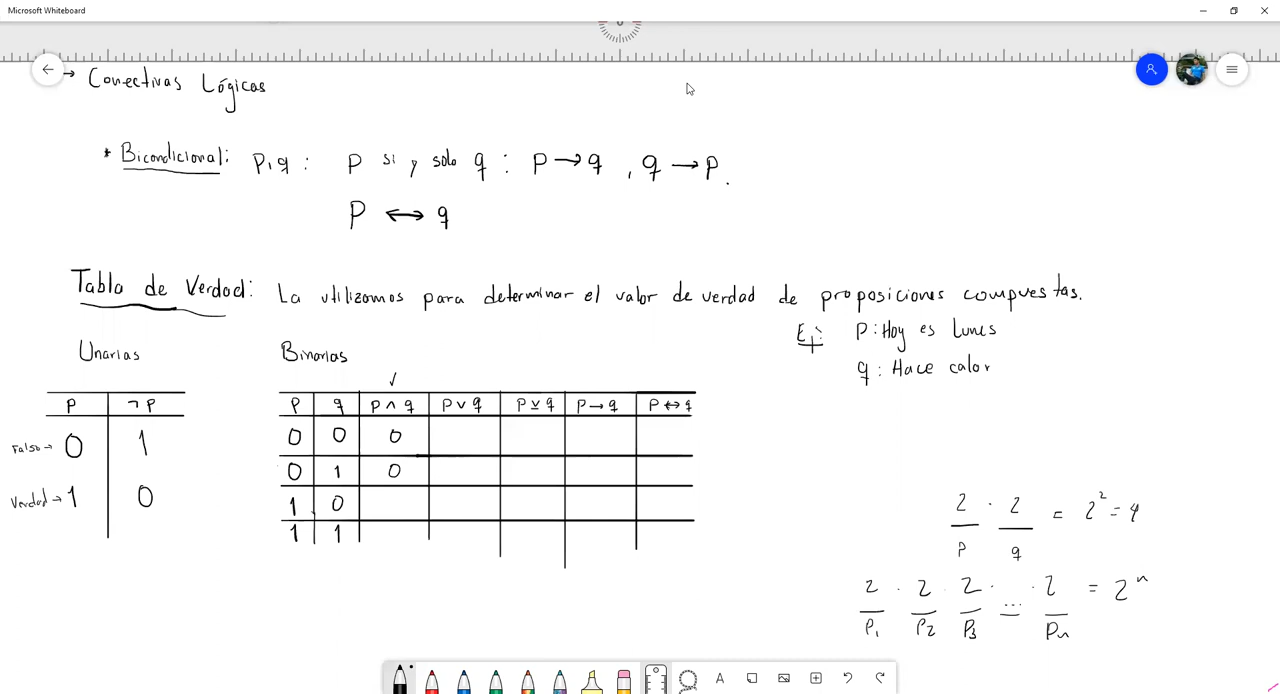 Microsoft Whiteboard
→ Conectivas Lógicas
* Bicondicional: p,q : p si y solo q : p → q , q → p.
p ↔ q
Tabla de Verdad: La utilizamos para determinar el valor de verdad de proposiciones compuestas.
Ej: p : Hoy es lunes
q : Hace calor
Unarias
p ¬p
Falso → 0 1
Verdad → 1 0
Binarias
✓
p q p ∧ q p ∨ q p ⊻ q p → q p ↔ q
0 0 0
0 1 0
1 0
1 1
2 · 2 = 2² = 4
p q
2 · 2 · 2 · ... · 2 = 2ⁿ
P₁ P₂ P₃ Pₙ
A